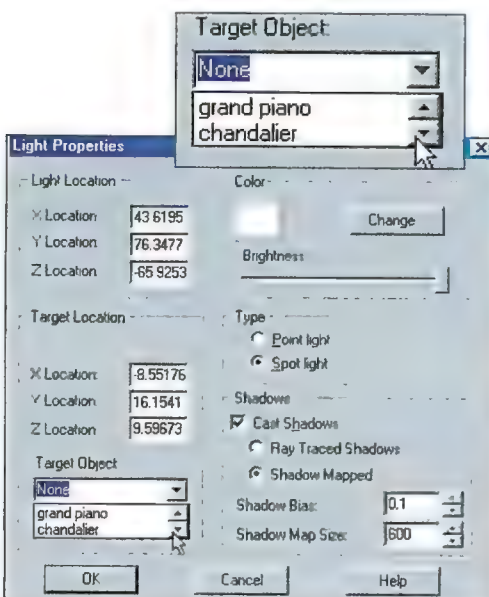 Target Object:
None
grand piano
chandalier
Light Properties
Light Location
Color
X Location
43.6195
Change
Y Location
76.3477
Z Location
-65.9253
Brightness
Target Location
Type
Point light
Spot light
X Location:
-8.55176
Y Location:
16.1541
Z Location
9.59673
Shadows
Cast Shadows
Ray Traced Shadows
Shadow Mapped
Target Object
None
grand piano
chandalier
Shadow Bias:
0.1
Shadow Map Size:
600
OK
Cancel
Help